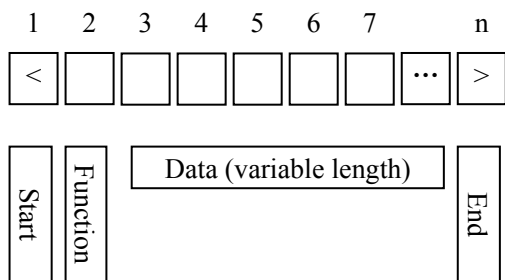 1 2 3 4 5 6 7 n
< ... >
Start Function Data (variable length) End